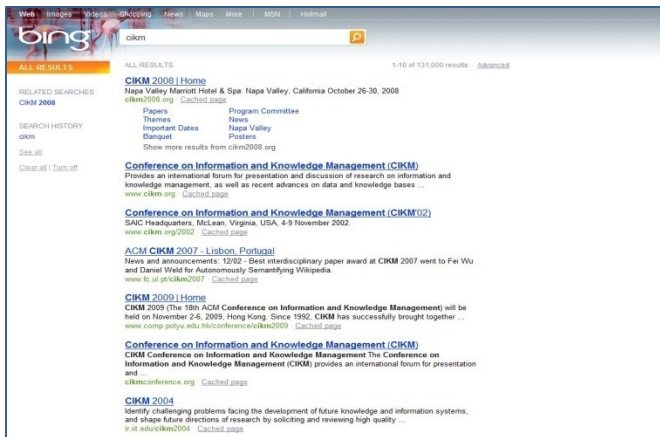 Web Images Videos Shopping News Maps More | MSN | Hotmail
bing
cikm
ALL RESULTS
RELATED SEARCHES
CIKM 2008
SEARCH HISTORY
cikm
See all
Clear all | Turn off
ALL RESULTS 1-10 of 131,000 results · Advanced
CIKM 2008 | Home
Napa Valley Marriott Hotel & Spa: Napa Valley, California October 26-30, 2008
cikm2008.org · Cached page
Papers Program Committee
Themes News
Important Dates Napa Valley
Banquet Posters
Show more results from cikm2008.org
Conference on Information and Knowledge Management (CIKM)
Provides an international forum for presentation and discussion of research on information and
knowledge management, as well as recent advances on data and knowledge bases ...
www.cikm.org · Cached page
Conference on Information and Knowledge Management (CIKM'02)
SAIC Headquarters, McLean, Virginia, USA, 4-9 November 2002.
www.cikm.org/2002 · Cached page
ACM CIKM 2007 - Lisbon, Portugal
News and announcements: 12/02 - Best interdisciplinary paper award at CIKM 2007 went to Fei Wu
and Daniel Weld for Autonomously Semantifying Wikipedia.
www.fc.ul.pt/cikm2007 · Cached page
CIKM 2009 | Home
CIKM 2009 (The 18th ACM Conference on Information and Knowledge Management) will be
held on November 2-6, 2009, Hong Kong. Since 1992, CIKM has successfully brought together ...
www.comp.polyu.edu.hk/conference/cikm2009 · Cached page
Conference on Information and Knowledge Management (CIKM)
CIKM Conference on Information and Knowledge Management The Conference on
Information and Knowledge Management (CIKM) provides an international forum for presentation
and ...
cikmconference.org · Cached page
CIKM 2004
Identify challenging problems facing the development of future knowledge and information systems,
and shape future directions of research by soliciting and reviewing high quality ...
ir.iit.edu/cikm2004 · Cached page